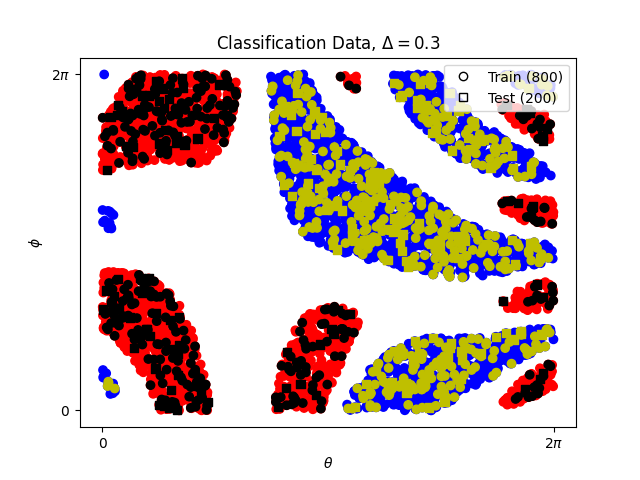 Classification Data, Δ = 0.3
2π
Train (800)
Test (200)
ϕ
0
0
2π
θ